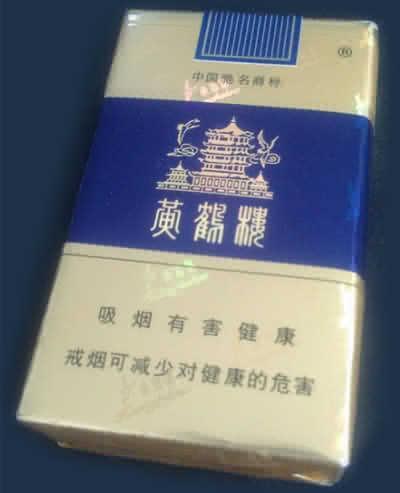 ®
中国驰名商标
黄鹤楼
吸烟有害健康
戒烟可减少对健康的危害